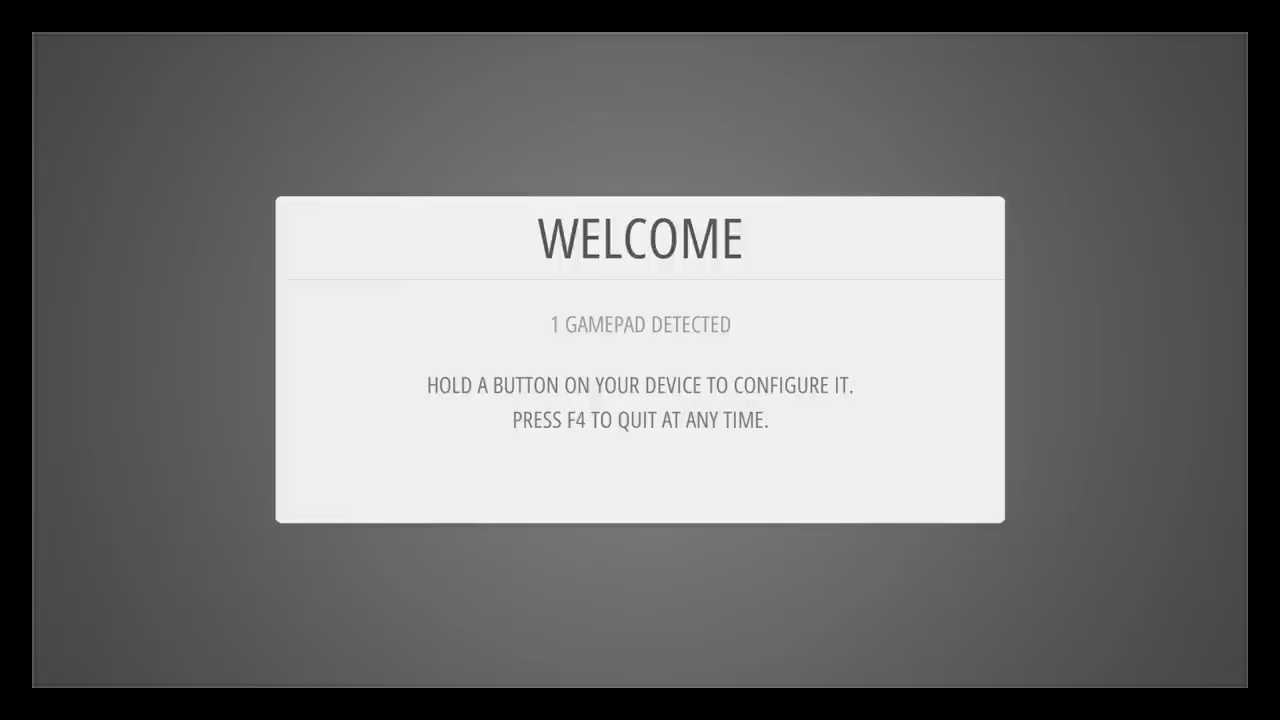 WELCOME
1 GAMEPAD DETECTED
HOLD A BUTTON ON YOUR DEVICE TO CONFIGURE IT.
PRESS F4 TO QUIT AT ANY TIME.